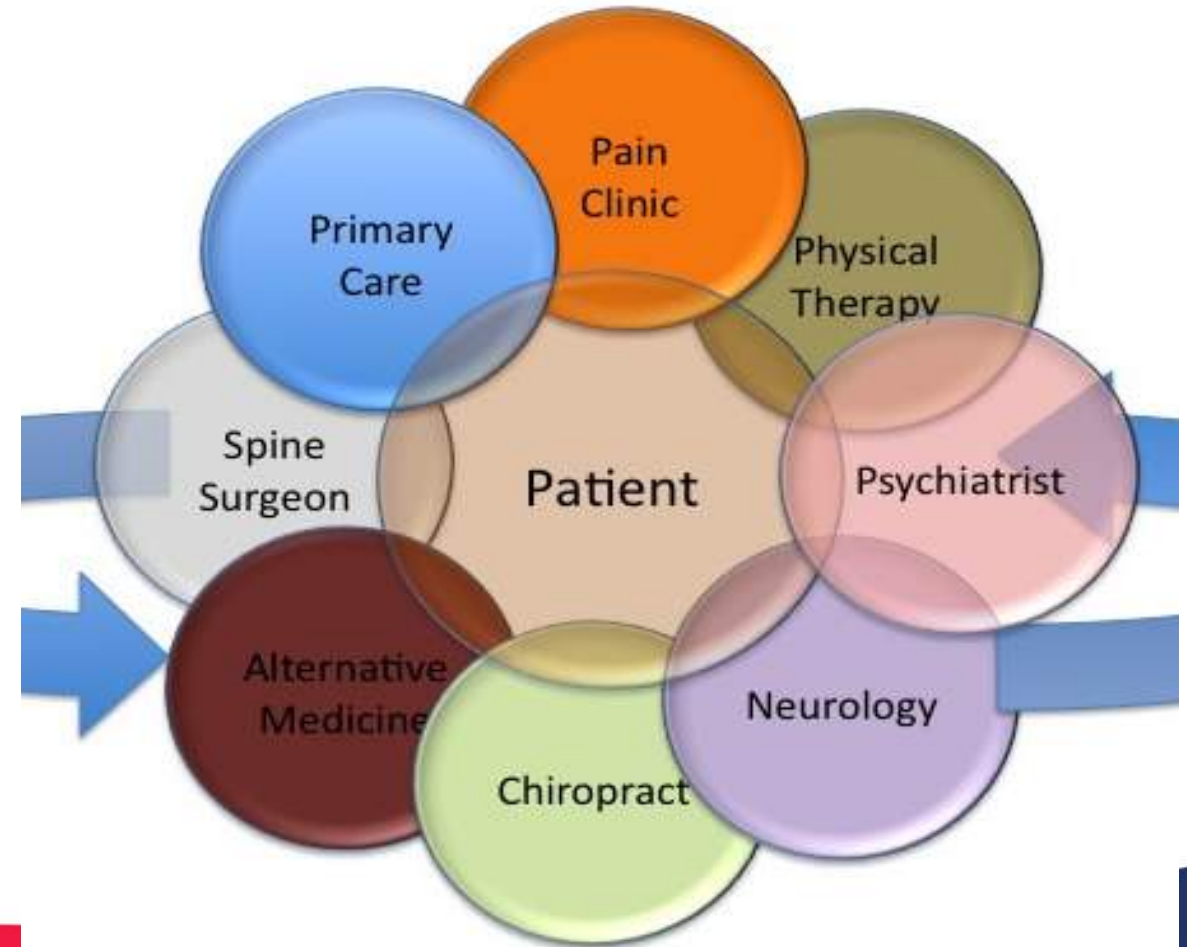 Pain
Clinic
Primary
Care
Physical
Therapy
Spine
Surgeon
Patient
Psychiatrist
Alternative
Medicine
Neurology
Chiropract